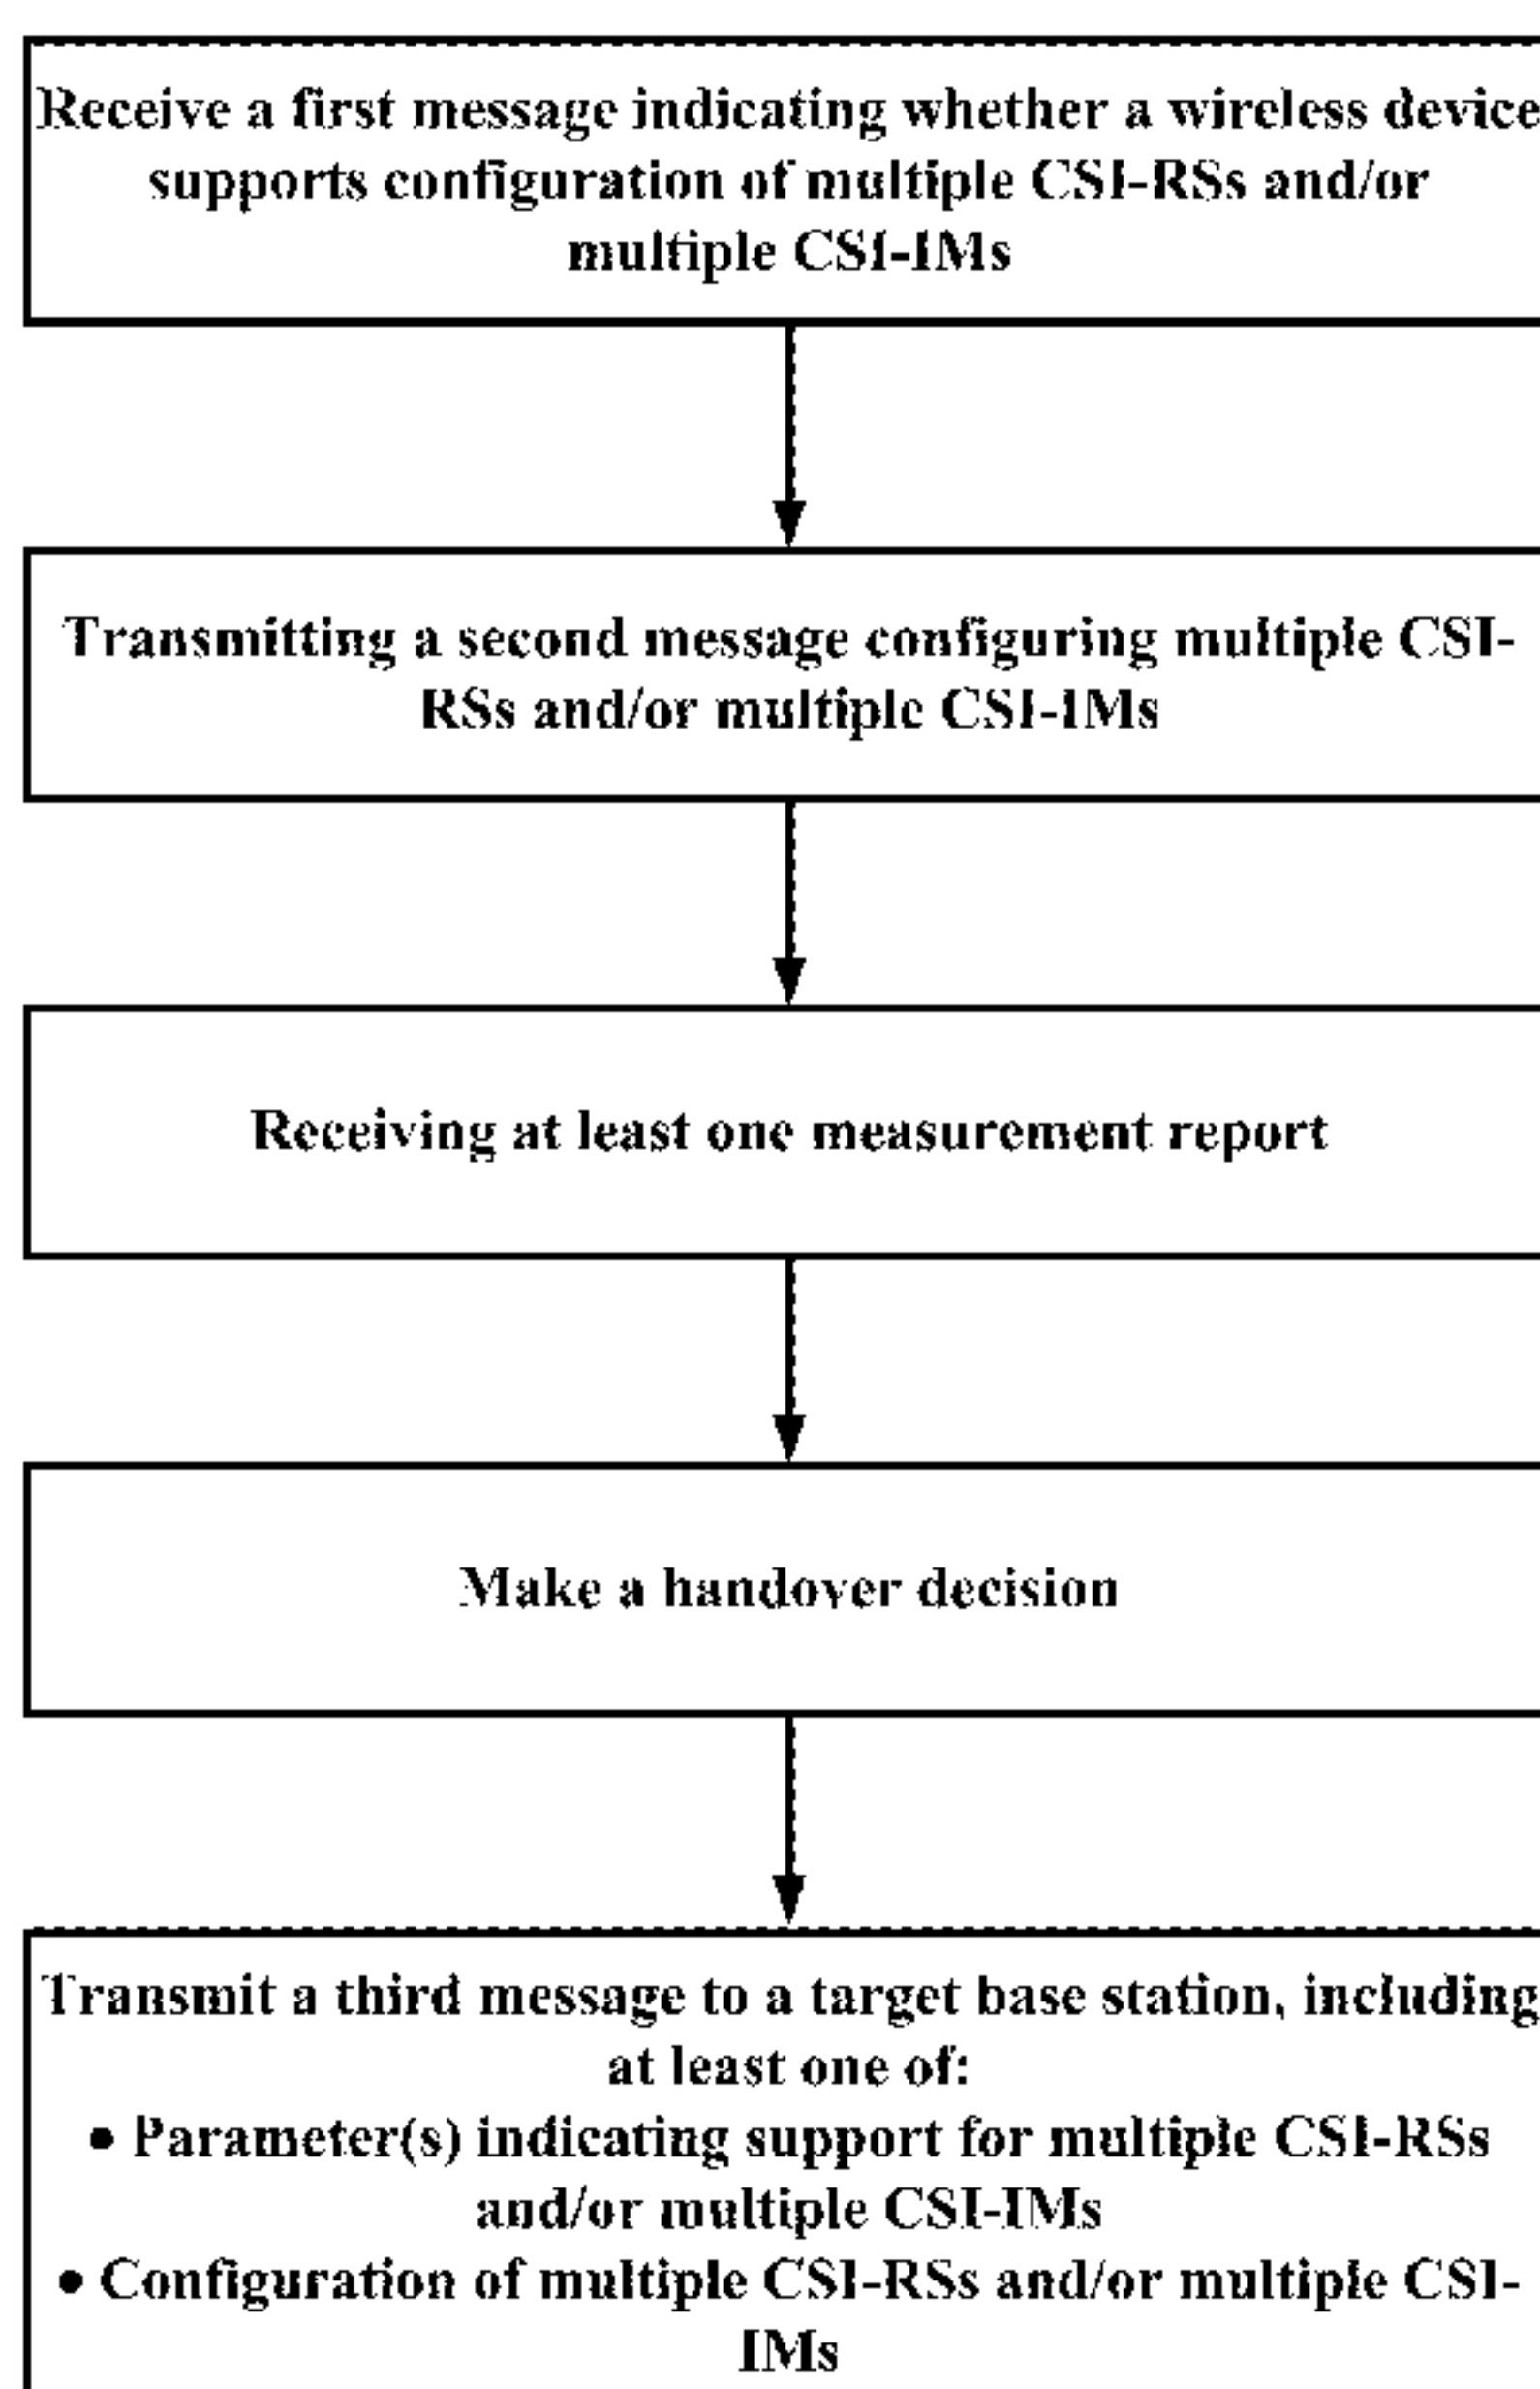 Receive a first message indicating whether a wireless device
supports configuration of multiple CSI-RSs and/or
multiple CSI-IMs
Transmitting a second message configuring multiple CSI-
RSs and/or multiple CSI-IMs
Receiving at least one measurement report
Make a handover decision
Transmit a third message to a target base station, including
at least one of:
● Parameter(s) indicating support for multiple CSI-RSs
and/or multiple CSI-IMs
● Configuration of multiple CSI-RSs and/or multiple CSI-
IMs